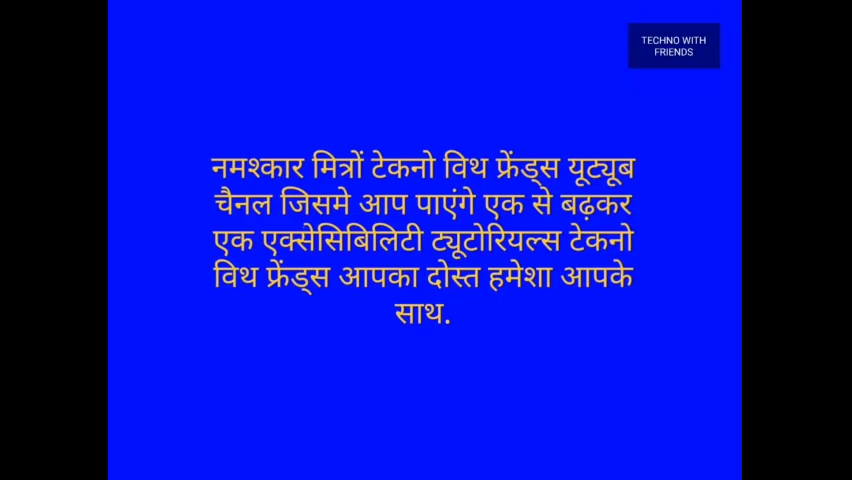 TECHNO WITH
FRIENDS
नमश्कार मित्रों टेकनो विथ फ्रेंड्स यूट्यूब
चैनल जिसमे आप पाएंगे एक से बढ़कर
एक एक्सेसिबिलिटी ट्यूटोरियल्स टेकनो
विथ फ्रेंड्स आपका दोस्त हमेशा आपके
साथ.